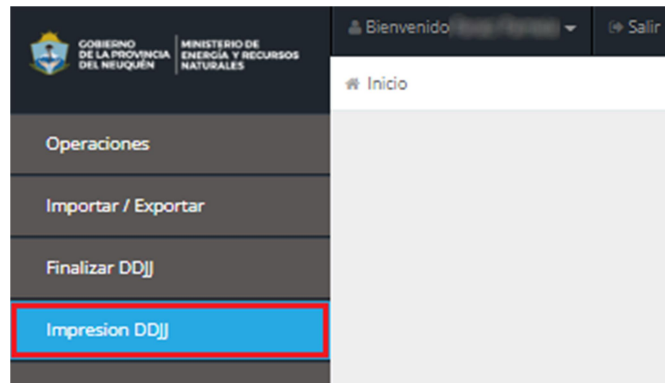 GOBIERNO
DE LA PROVINCIA
DEL NEUQUÉN
MINISTERIO DE
ENERGÍA Y RECURSOS
NATURALES
Bienvenido
Salir
Inicio
Operaciones
Importar / Exportar
Finalizar DDJJ
Impresion DDJJ